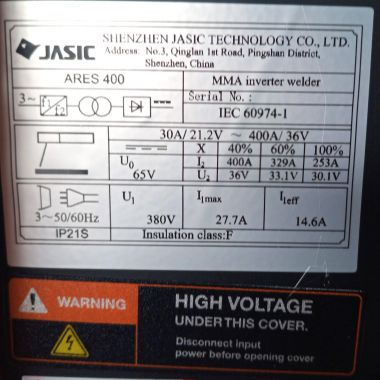 JASIC
SHENZHEN JASIC TECHNOLOGY CO., LTD.
Address: No.3, Qinglan 1st Road, Pingshan District,
Shenzhen, China
ARES 400 MMA inverter welder
3~ f1 f2 Serial No.:
IEC 60974-1
30A/ 21.2V ~ 400A/ 36V
X 40% 60% 100%
U0 I2 400A 329A 253A
65V U2 36V 33.1V 30.1V
U1 I1max I1eff
3~50/60Hz 380V 27.7A 14.6A
IP21S Insulation class:F
WARNING
HIGH VOLTAGE
UNDER THIS COVER.
Disconnect input
power before opening cover